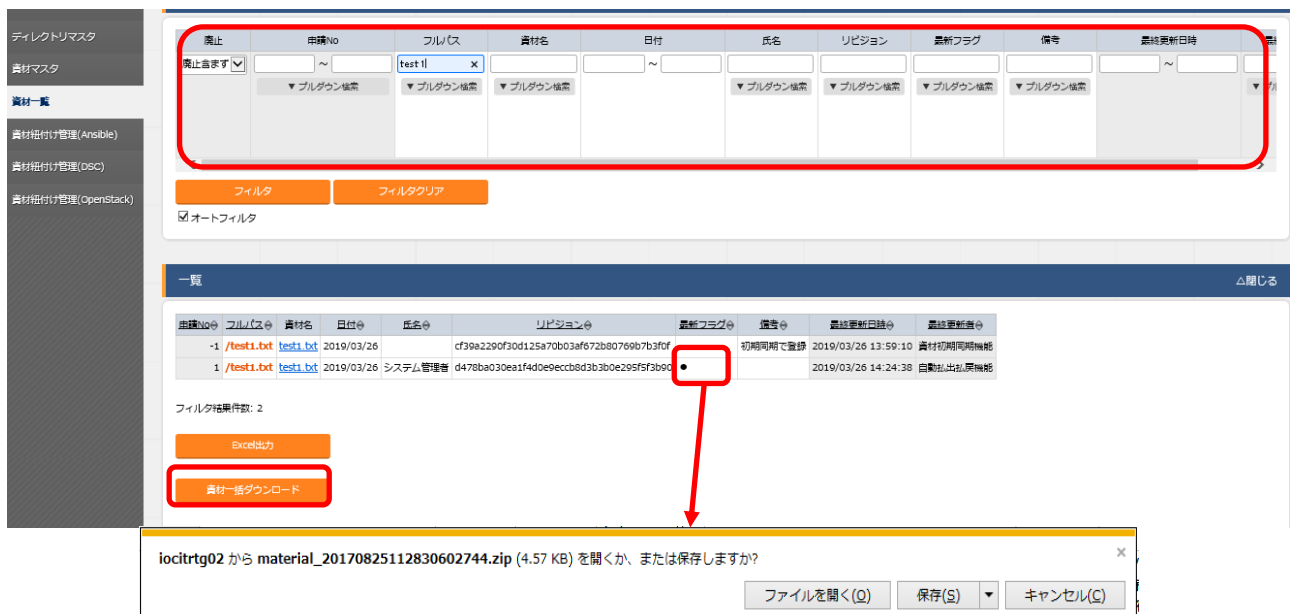 ディレクトリマスタ
資材マスタ
資材一覧
資材紐付け管理(Ansible)
資材紐付け管理(DSC)
資材紐付け管理(OpenStack)
廃止 申請No フルパス 資材名 日付 氏名 リビジョン 最新フラグ 備考 最終更新日時
廃止含ます ~ test 1 x ~ ~
▼ プルダウン検索 ▼ プルダウン検索 ▼ プルダウン検索 ▼ プルダウン検索 ▼ プルダウン検索 ▼ プルダウン検索 ▼ プルダウン検索
フィルタ フィルタクリア
オートフィルタ
一覧 △閉じる
申請No フルパス 資材名 日付 氏名 リビジョン 最新フラグ 備考 最終更新日時 最終更新者
-1 /test1.txt test1.txt 2019/03/26 cf39a2290f30d125a70b03af672b80769b7b3f0f 初期同期で登録 2019/03/26 13:59:10 資材初期同期機能
1 /test1.txt test1.txt 2019/03/26 システム管理者 d478ba030ea1f4d0e9eccb8d3b3b0e295f5f3b90 ● 2019/03/26 14:24:38 自動払出払戻機能
フィルタ結果件数: 2
Excel出力
資材一括ダウンロード
iocitrtg02 から material_20170825112830602744.zip (4.57 KB) を開くか、または保存しますか? ×
ファイルを開く(O) 保存(S) ▼ キャンセル(C)